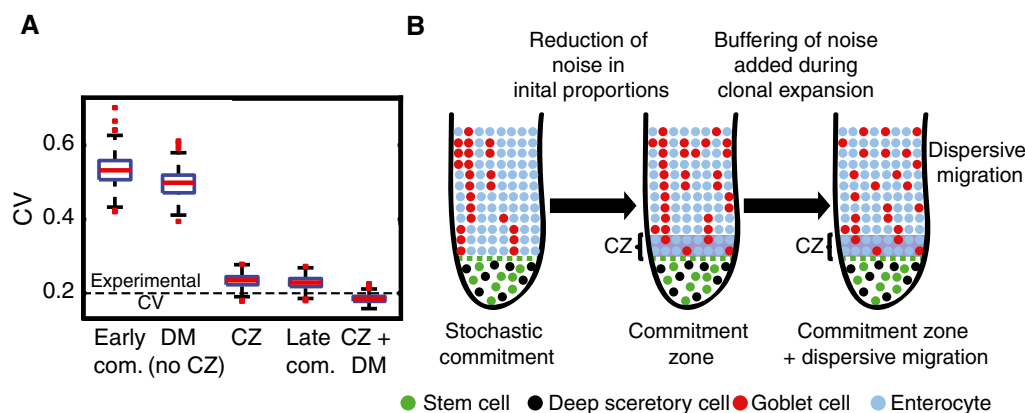 A
CV
0.6
0.4
0.2
Experimental
CV
Early
com.
DM
(no CZ)
CZ
Late
com.
CZ +
DM
B
Reduction of
noise in
inital proportions
Buffering of noise
added during
clonal expansion
Dispersive
migration
CZ
CZ
Stochastic
commitment
Commitment
zone
Commitment zone
+ dispersive migration
Stem cell
Deep scretory cell
Goblet cell
Enterocyte